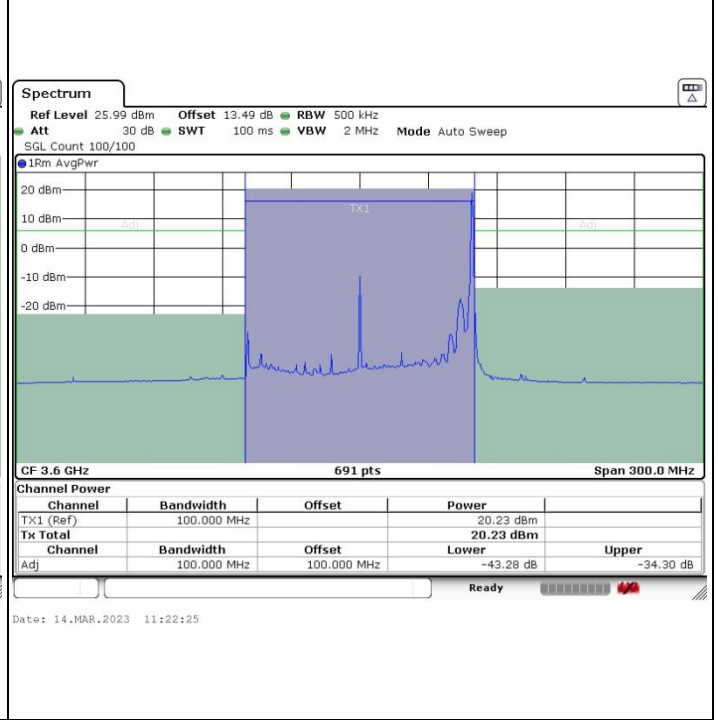 Spectrum
Ref Level 25.99 dBm Offset 13.49 dB RBW 500 kHz
Att 30 dB SWT 100 ms VBW 2 MHz Mode Auto Sweep
SGL Count 100/100
1Rm AvgPwr
20 dBm
TX1
10 dBm
Adj Adj
0 dBm
-10 dBm
-20 dBm
CF 3.6 GHz 691 pts Span 300.0 MHz
Channel Power
Channel Bandwidth Offset Power
TX1 (Ref) 100.000 MHz 20.23 dBm
Tx Total 20.23 dBm
Channel Bandwidth Offset Lower Upper
Adj 100.000 MHz 100.000 MHz -43.28 dB -34.30 dB
Ready
Date: 14.MAR.2023 11:22:25